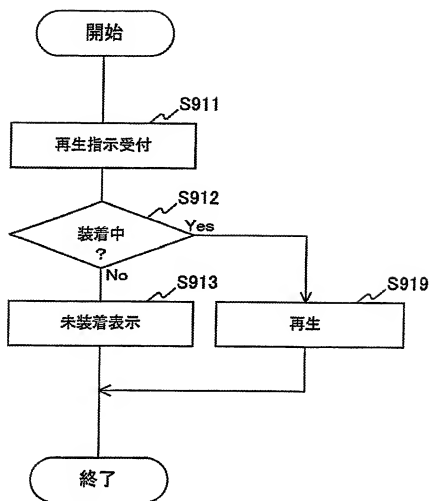 開始
S911
再生指示受付
S912
装着中
?
Yes
No
S913
未装着表示
S919
再生
終了